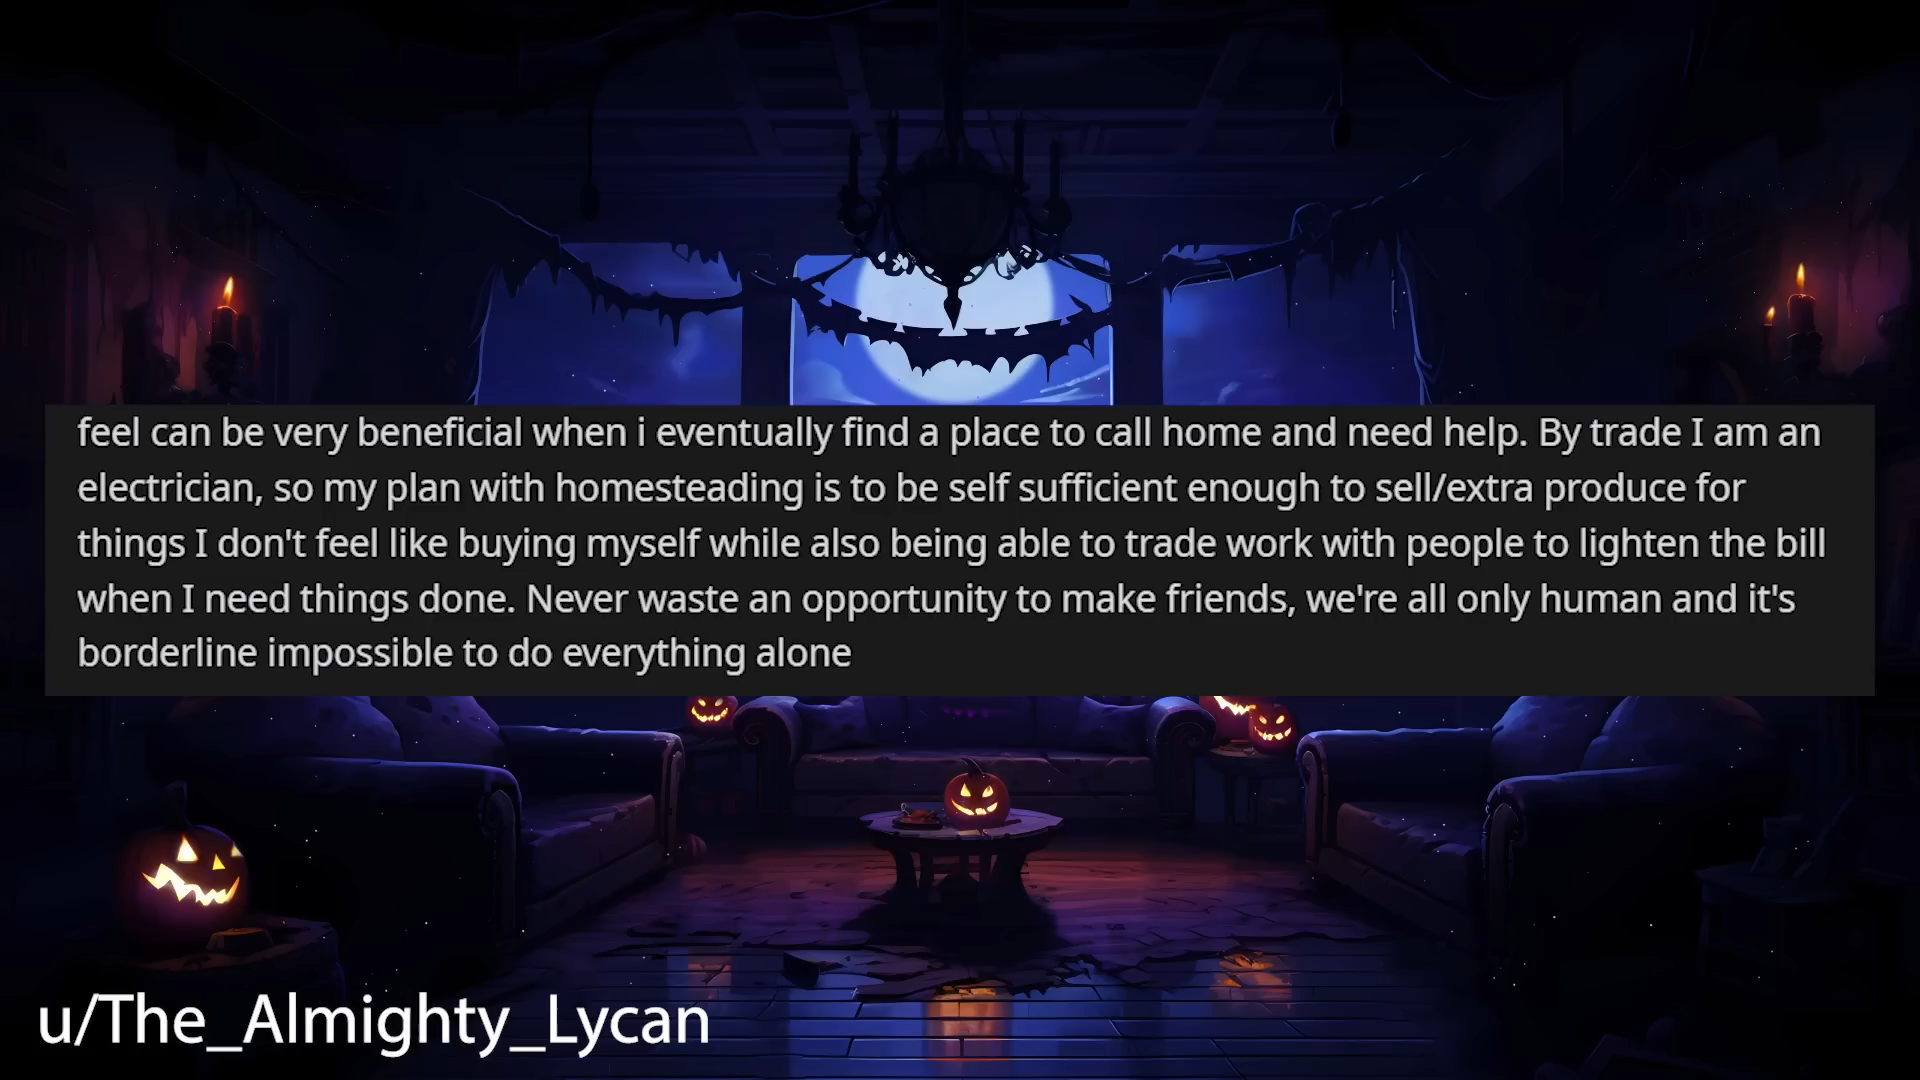 feel can be very beneficial when i eventually find a place to call home and need help. By trade I am an
electrician, so my plan with homesteading is to be self sufficient enough to sell/extra produce for
things I don't feel like buying myself while also being able to trade work with people to lighten the bill
when I need things done. Never waste an opportunity to make friends, we're all only human and it's
borderline impossible to do everything alone
u/The_Almighty_Lycan